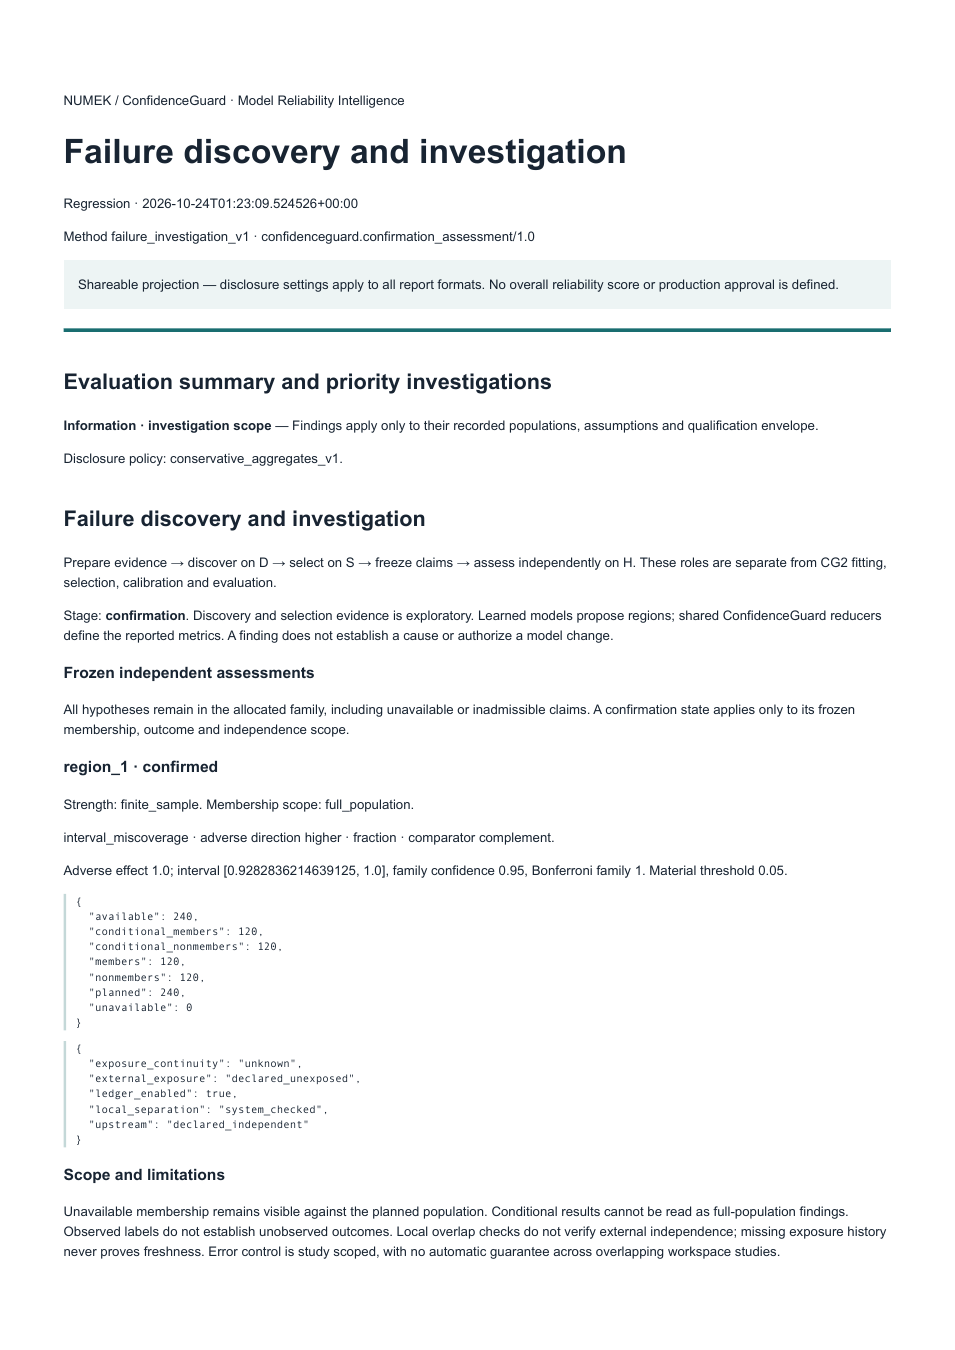 NUMEK / ConfidenceGuard · Model Reliability Intelligence
Failure discovery and investigation
Regression · 2026-10-24T01:23:09.524526+00:00
Method failure_investigation_v1 · confidenceguard.confirmation_assessment/1.0
Shareable projection — disclosure settings apply to all report formats. No overall reliability score or production approval is defined.
Evaluation summary and priority investigations
Information · investigation scope — Findings apply only to their recorded populations, assumptions and qualification envelope.
Disclosure policy: conservative_aggregates_v1.
Failure discovery and investigation
Prepare evidence → discover on D → select on S → freeze claims → assess independently on H. These roles are separate from CG2 fitting,
selection, calibration and evaluation.
Stage: confirmation. Discovery and selection evidence is exploratory. Learned models propose regions; shared ConfidenceGuard reducers
define the reported metrics. A finding does not establish a cause or authorize a model change.
Frozen independent assessments
All hypotheses remain in the allocated family, including unavailable or inadmissible claims. A confirmation state applies only to its frozen
membership, outcome and independence scope.
region_1 · confirmed
Strength: finite_sample. Membership scope: full_population.
interval_miscoverage · adverse direction higher · fraction · comparator complement.
Adverse effect 1.0; interval [0.9282836214639125, 1.0], family confidence 0.95, Bonferroni family 1. Material threshold 0.05.
{
  "available": 240,
  "conditional_members": 120,
  "conditional_nonmembers": 120,
  "members": 120,
  "nonmembers": 120,
  "planned": 240,
  "unavailable": 0
}
{
  "exposure_continuity": "unknown",
  "external_exposure": "declared_unexposed",
  "ledger_enabled": true,
  "local_separation": "system_checked",
  "upstream": "declared_independent"
}
Scope and limitations
Unavailable membership remains visible against the planned population. Conditional results cannot be read as full-population findings.
Observed labels do not establish unobserved outcomes. Local overlap checks do not verify external independence; missing exposure history
never proves freshness. Error control is study scoped, with no automatic guarantee across overlapping workspace studies.